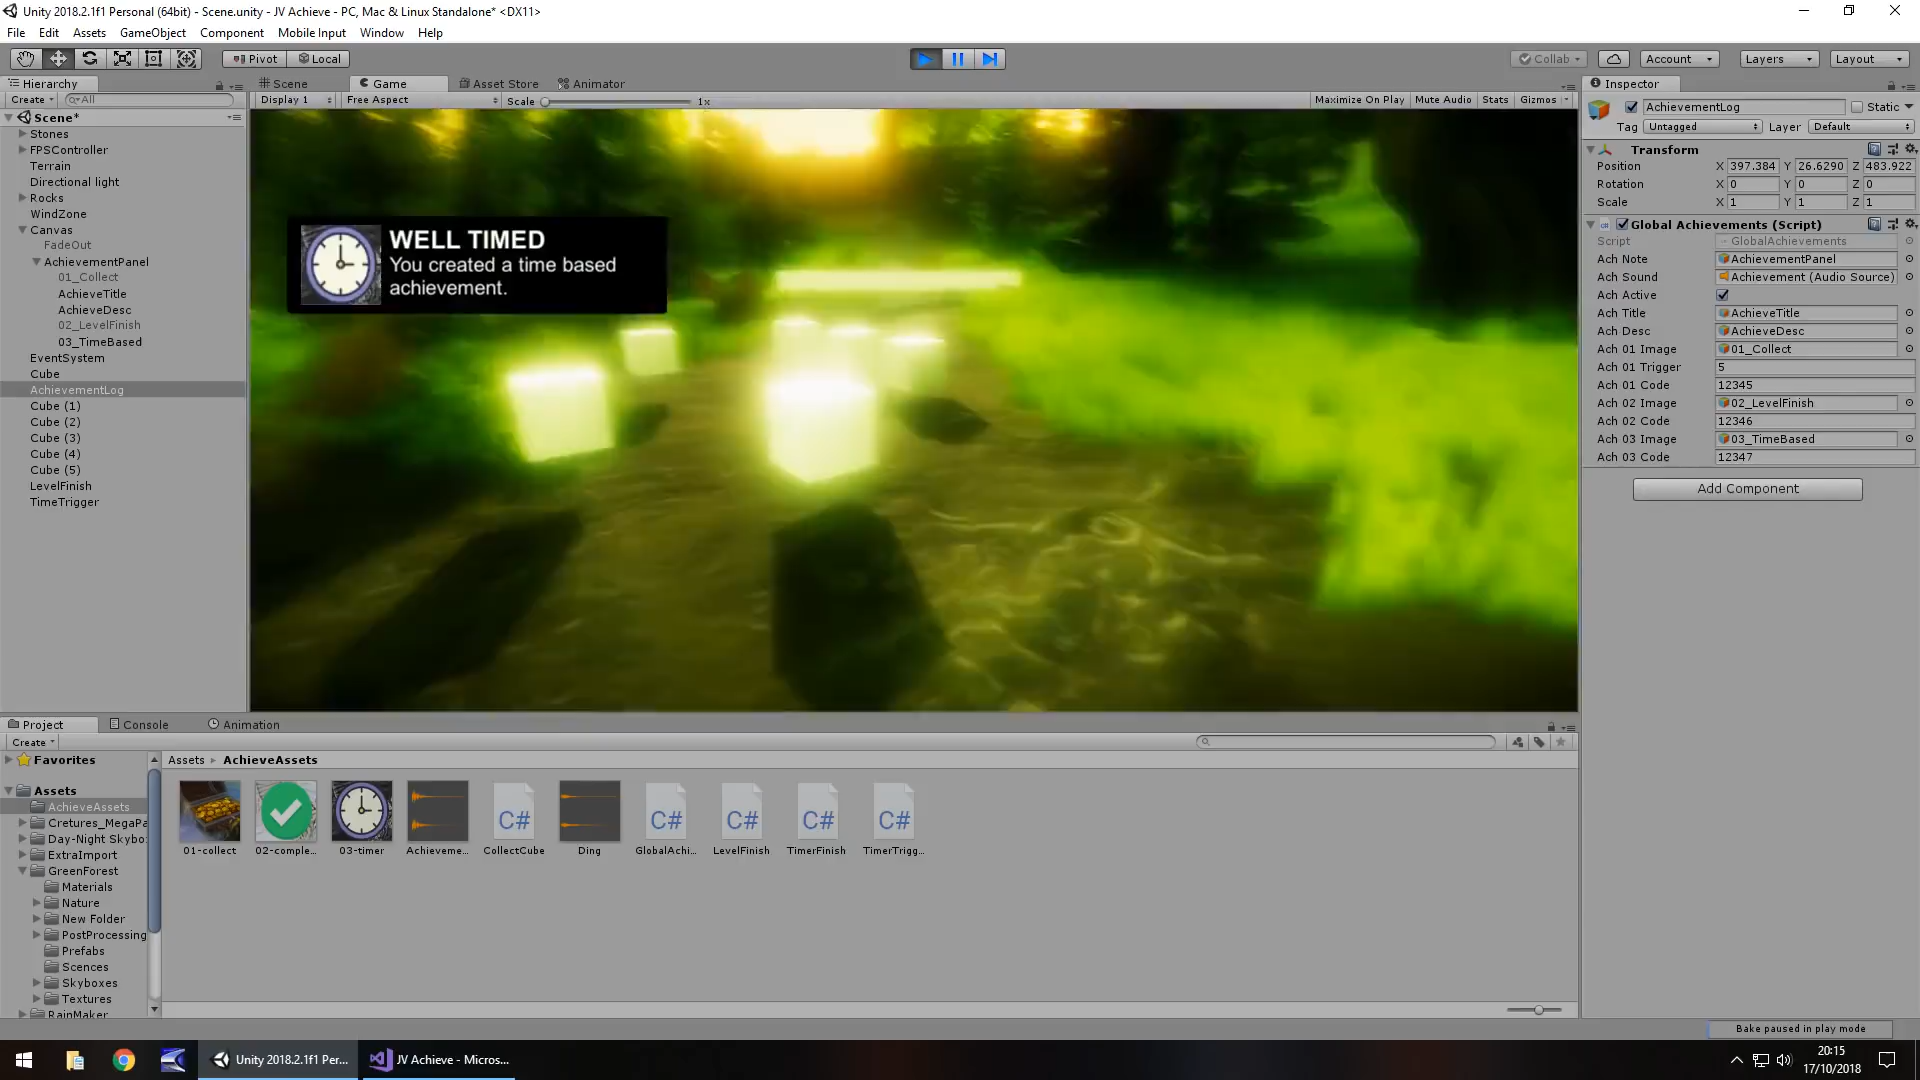 Unity 2018.2.1f1 Personal (64bit) - Scene.unity - JV Achieve - PC, Mac & Linux Standalone* <DX11>
File Edit Assets GameObject Component Mobile Input Window Help
Pivot Local Collab Account Layers Layout
Hierarchy Scene Game Asset Store Animator Inspector
Create All Display 1 Free Aspect Scale 1x Maximize On Play Mute Audio Stats Gizmos
Scene*
Stones
FPSController
Terrain
Directional light
Rocks
WindZone
Canvas
FadeOut
AchievementPanel
01_Collect
AchieveTitle
AchieveDesc
02_LevelFinish
03_TimeBased
EventSystem
Cube
AchievementLog
Cube (1)
Cube (2)
Cube (3)
Cube (4)
Cube (5)
LevelFinish
TimeTrigger
WELL TIMED
You created a time based
achievement.
AchievementLog Static
Tag Untagged Layer Default
Transform
Position X 397.384 Y 26.6290 Z 483.922
Rotation X 0 Y 0 Z 0
Scale X 1 Y 1 Z 1
Global Achievements (Script)
Script GlobalAchievements
Ach Note AchievementPanel
Ach Sound Achievement (Audio Source)
Ach Active
Ach Title AchieveTitle
Ach Desc AchieveDesc
Ach 01 Image 01_Collect
Ach 01 Trigger 5
Ach 01 Code 12345
Ach 02 Image 02_LevelFinish
Ach 02 Code 12346
Ach 03 Image 03_TimeBased
Ach 03 Code 12347
Add Component
Project Console Animation
Create
Favorites
Assets
AchieveAssets
Cretures_MegaPa
Day-Night Skybo
ExtraImport
GreenForest
Materials
Nature
New Folder
PostProcessing
Prefabs
Scences
Skyboxes
Textures
RainMaker
Assets AchieveAssets
C# C# C# C# C#
01-collect 02-comple... 03-timer Achieveme... CollectCube Ding GlobalAchi... LevelFinish TimerFinish TimerTrigg...
Bake paused in play mode
Unity 2018.2.1f1 Per... JV Achieve - Micros...
20:15
17/10/2018